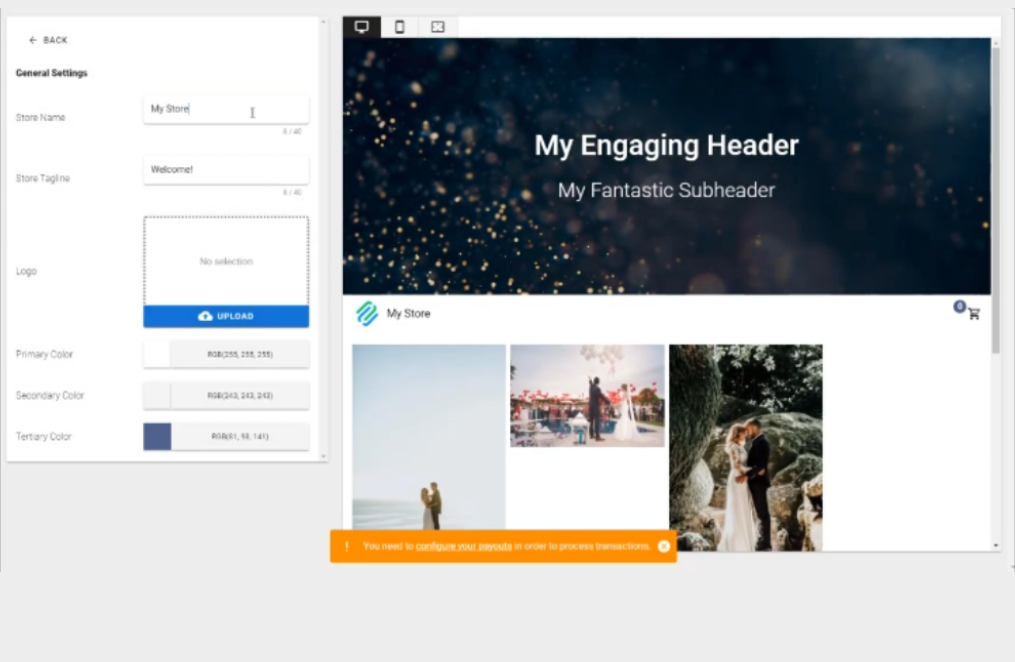 ← BACK
General Settings
Store Name
My Store
8 / 40
Store Tagline
Welcome!
8 / 40
Logo
No selection
UPLOAD
Primary Color
RGB(255, 255, 255)
Secondary Color
RGB(243, 243, 243)
Tertiary Color
RGB(81, 98, 141)
My Engaging Header
My Fantastic Subheader
My Store
0
! You need to configure your payouts in order to process transactions.